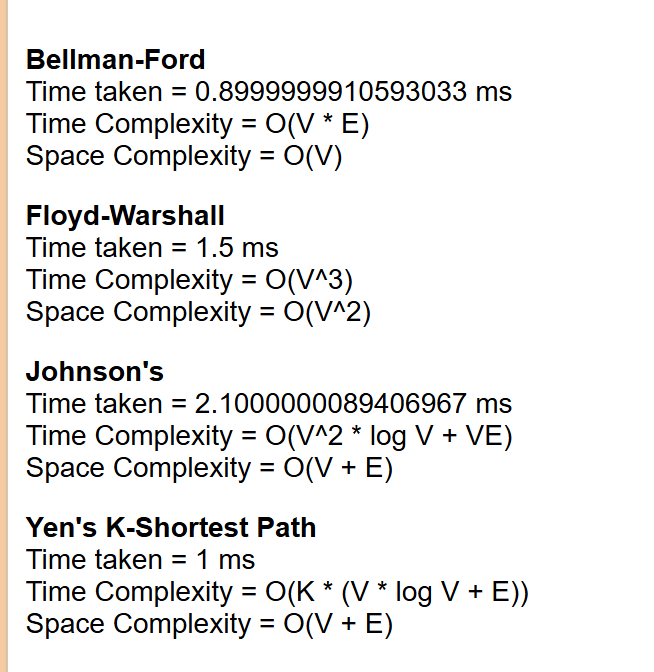 Bellman-Ford
Time taken = 0.8999999910593033 ms
Time Complexity = O(V * E)
Space Complexity = O(V)
Floyd-Warshall
Time taken = 1.5 ms
Time Complexity = O(V^3)
Space Complexity = O(V^2)
Johnson's
Time taken = 2.1000000089406967 ms
Time Complexity = O(V^2 * log V + VE)
Space Complexity = O(V + E)
Yen's K-Shortest Path
Time taken = 1 ms
Time Complexity = O(K * (V * log V + E))
Space Complexity = O(V + E)